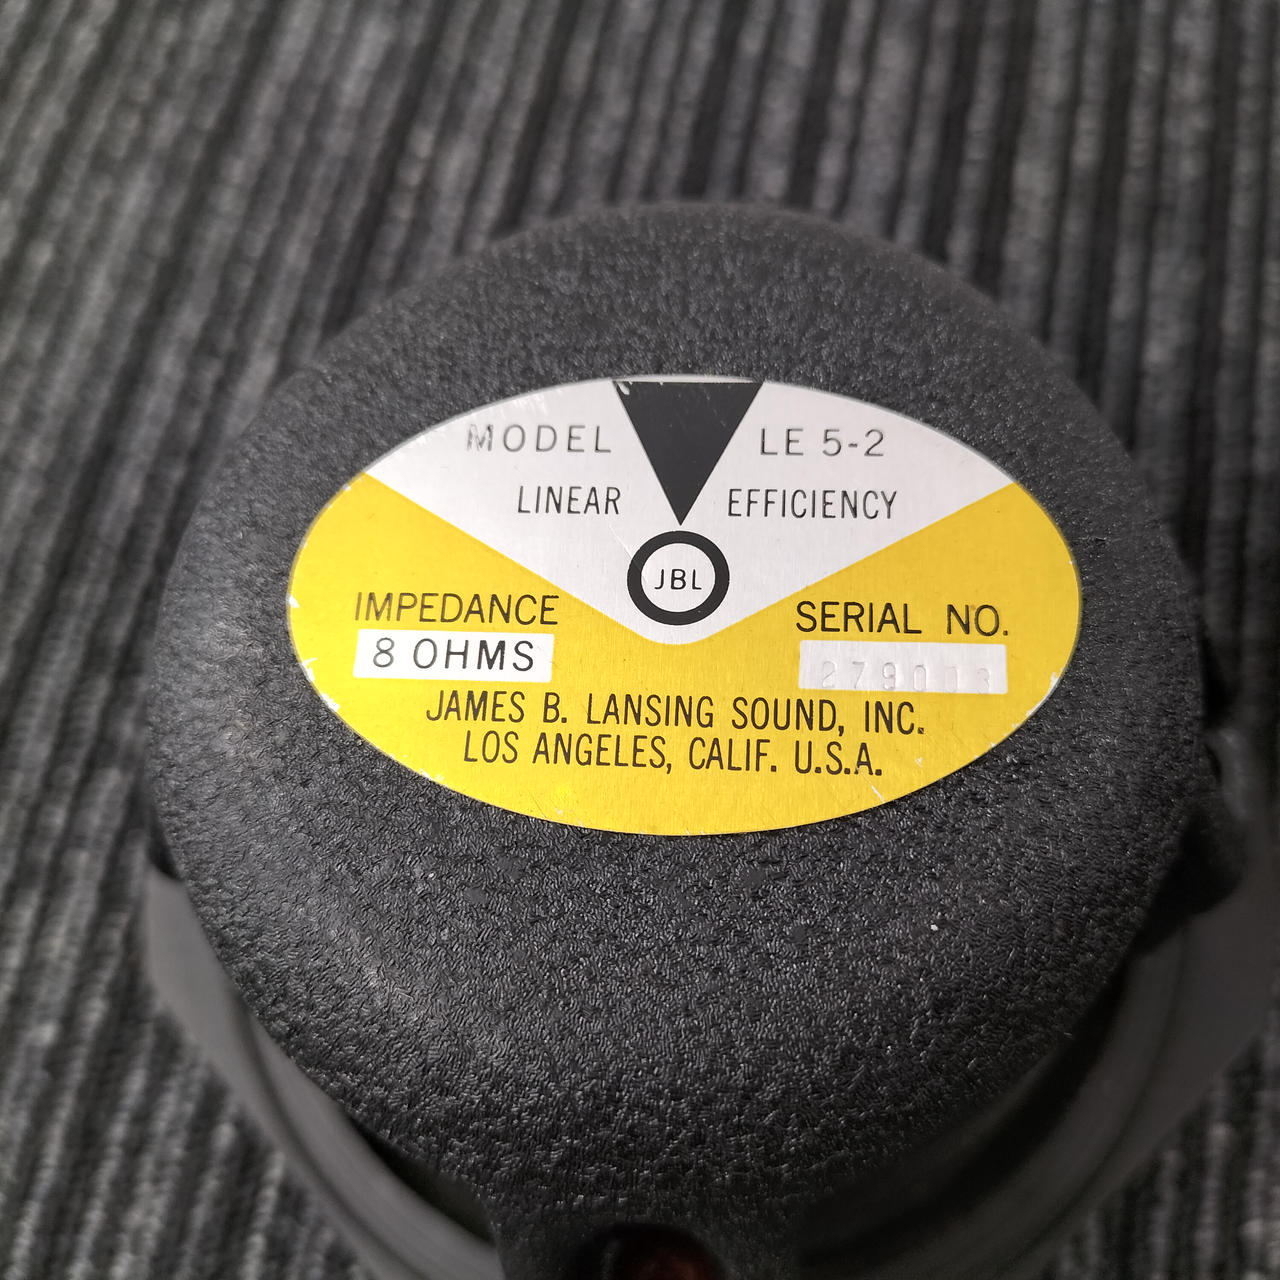 MODEL LE 5-2
LINEAR EFFICIENCY
JBL
IMPEDANCE
8 OHMS
SERIAL NO.
JAMES B. LANSING SOUND, INC.
LOS ANGELES, CALIF. U.S.A.